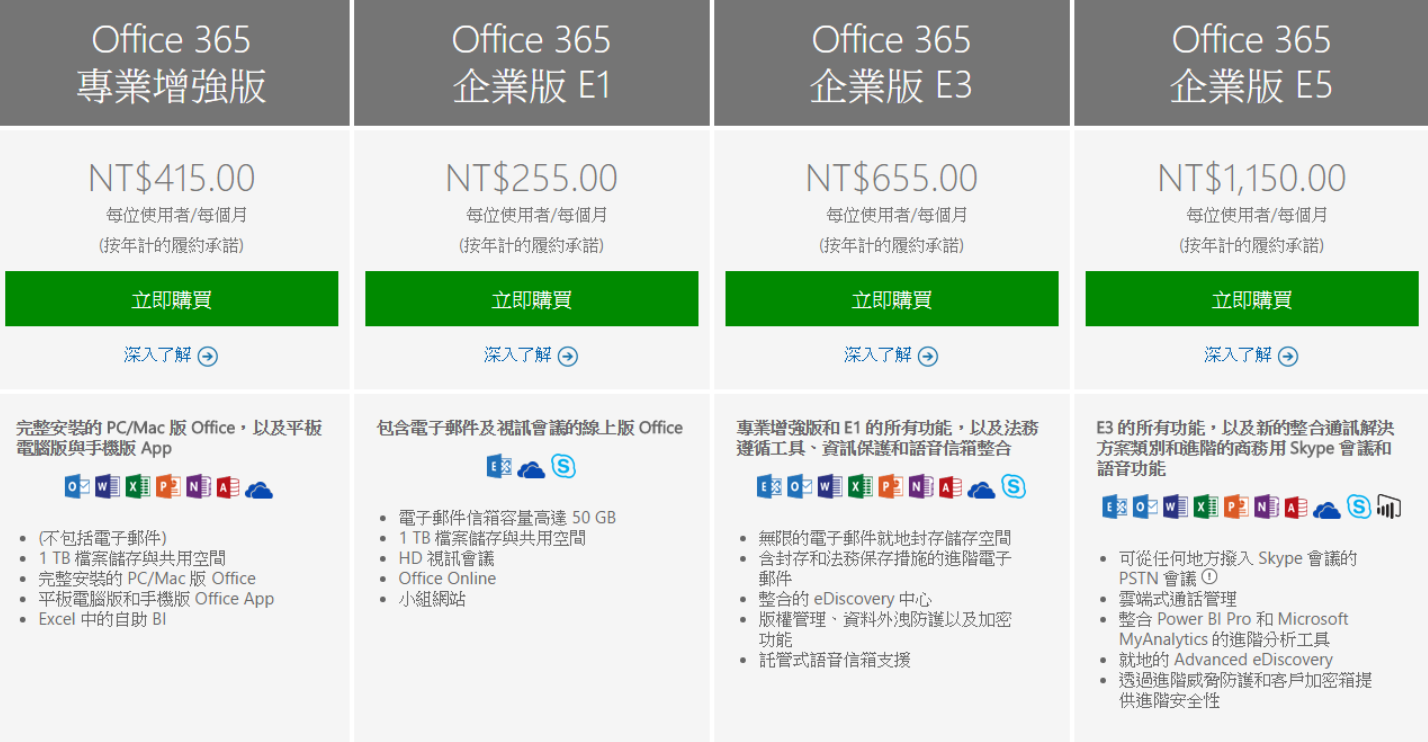 Office 365
專業增強版
NT$415.00
每位使用者/每個月
(按年計的履約承諾)
立即購買
深入了解
完整安裝的 PC/Mac 版 Office，以及平板
電腦版與手機版 App
• (不包括電子郵件)
• 1 TB 檔案儲存與共用空間
• 完整安裝的 PC/Mac 版 Office
• 平板電腦版和手機版 Office App
• Excel 中的自助 BI
Office 365
企業版 E1
NT$255.00
每位使用者/每個月
(按年計的履約承諾)
立即購買
深入了解
包含電子郵件及視訊會議的線上版 Office
• 電子郵件信箱容量高達 50 GB
• 1 TB 檔案儲存與共用空間
• HD 視訊會議
• Office Online
• 小組網站
Office 365
企業版 E3
NT$655.00
每位使用者/每個月
(按年計的履約承諾)
立即購買
深入了解
專業增強版和 E1 的所有功能，以及法務
遵循工具、資訊保護和語音信箱整合
• 無限的電子郵件就地封存儲存空間
• 含封存和法務保存措施的進階電子
郵件
• 整合的 eDiscovery 中心
• 版權管理、資料外洩防護以及加密
功能
• 託管式語音信箱支援
Office 365
企業版 E5
NT$1,150.00
每位使用者/每個月
(按年計的履約承諾)
立即購買
深入了解
E3 的所有功能，以及新的整合通訊解決
方案類別和進階的商務用 Skype 會議和
語音功能
• 可從任何地方撥入 Skype 會議的
PSTN 會議
• 雲端式通話管理
• 整合 Power BI Pro 和 Microsoft
MyAnalytics 的進階分析工具
• 就地的 Advanced eDiscovery
• 透過進階威脅防護和客戶加密箱提
供進階安全性